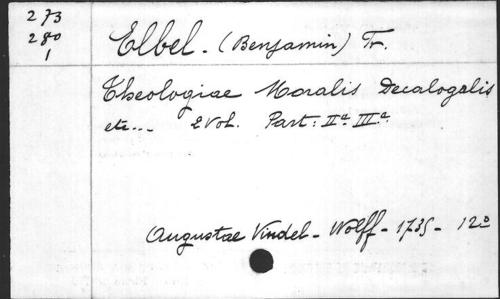 273
280
1
Elbel. (Benjamin) Fr.
Theologiae Moralis Decalogalis
etc... 2 Vol. Part: IIª IIIª
Augustae Vindel - Wolff - 1735 - 12º